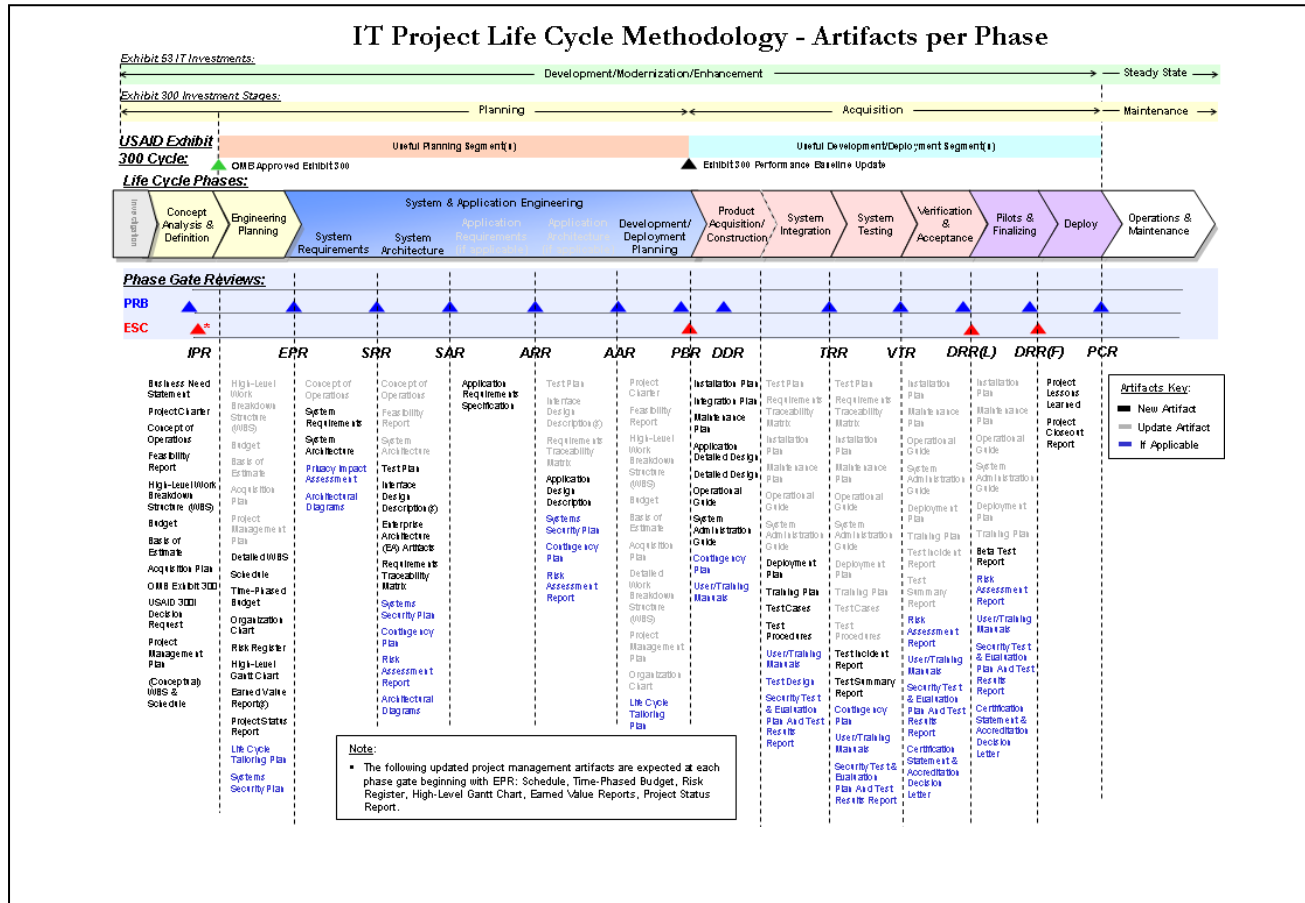 IT Project Life Cycle Methodology - Artifacts per Phase
Exhibit 53 IT Investments:
Development/Modernization/Enhancement
Steady State
Exhibit 300 Investment Stages:
Planning
Acquisition
Maintenance
USAID Exhibit
300 Cycle:
Useful Planning Segment(s)
Useful Development/Deployment Segment(s)
OMB Approved Exhibit 300
Exhibit 300 Performance Baseline Update
Life Cycle Phases:
Investigation
Concept
Analysis &
Definition
Engineering
Planning
System & Application Engineering
System
Requirements
System
Architecture
Application
Requirements
(if applicable)
Application
Architecture
(if applicable)
Development/
Deployment
Planning
Product
Acquisition/
Construction
System
Integration
System
Testing
Verification
&
Acceptance
Pilots &
Finalizing
Deploy
Operations &
Maintenance
Phase Gate Reviews:
PRB
ESC
*
IPR
EPR
SRR
SAR
ARR
AAR
PBR
DDR
TRR
VTR
DRR(L)
DRR(F)
PCR
Business Need
Statement
Project Charter
Concept of
Operations
Feasibility
Report
High-Level Work
Breakdown
Structure (WBS)
Budget
Basis of
Estimate
Acquisition Plan
OMB Exhibit 300
USAID 300I
Decision
Request
Project
Management
Plan
(Conceptual)
WBS &
Schedule
High-Level
Work
Breakdown
Structure
(WBS)
Budget
Basis of
Estimate
Acquisition
Plan
Project
Management
Plan
Detailed WBS
Schedule
Time-Phased
Budget
Organization
Chart
Risk Register
High-Level
Gantt Chart
Earned Value
Report(s)
Project Status
Report
Life Cycle
Tailoring Plan
Systems
Security Plan
Concept of
Operations
System
Requirements
System
Architecture
Privacy Impact
Assessment
Architectural
Diagrams
Concept of
Operations
Feasibility
Report
System
Architecture
Test Plan
Interface
Design
Description(s)
Enterprise
Architecture
(EA) Artifacts
Requirements
Traceability
Matrix
Systems
Security Plan
Contingency
Plan
Risk
Assessment
Report
Architectural
Diagrams
Application
Requirements
Specification
Test Plan
Interface
Design
Description(s)
Requirements
Traceability
Matrix
Application
Design
Description
Systems
Security Plan
Contingency
Plan
Risk
Assessment
Report
Project
Charter
Feasibility
Report
High-Level
Work
Breakdown
Structure
(WBS)
Budget
Basis of
Estimate
Acquisition Plan
Detailed
Work
Breakdown
Structure
(WBS)
Project
Management
Plan
Organization
Chart
Life Cycle
Tailoring
Plan
Installation Plan
Integration Plan
Maintenance
Plan
Application
Detailed Design
Detailed Design
Operational
Guide
System
Administration
Guide
Contingency
Plan
User/Training
Manuals
Test Plan
Requirements
Traceability
Matrix
Installation
Plan
Maintenance
Plan
Operational
Guide
System
Administration
Guide
Deployment
Plan
Training Plan
Test Cases
Test
Procedures
User/Training
Manuals
Test Design
Security Test
& Evaluation
Plan And Test
Results
Report
Test Plan
Requirements
Traceability
Matrix
Installation
Plan
Maintenance
Plan
Operational
Guide
System
Administration
Guide
Deployment
Plan
Training Plan
Test Cases
Test
Procedures
Test Incident
Report
Test Summary
Report
Contingency
Plan
User/Training
Manuals
Security Test &
Evaluation
Plan And Test
Results Report
Installation
Plan
Maintenance
Plan
Operational
Guide
System
Administration
Guide
Deployment
Plan
Training Plan
Test Incident
Report
Test
Summary
Report
Risk
Assessment
Report
User/Training
Manuals
Security Test
& Evaluation
Plan And Test
Results
Report
Certification
Statement &
Accreditation
Decision
Letter
Installation
Plan
Maintenance
Plan
Operational
Guide
System
Administration
Guide
Deployment
Plan
Training Plan
Beta Test
Report
Risk
Assessment
Report
User/Training
Manuals
Security Test
& Evaluation
Plan And Test
Results
Report
Certification
Statement &
Accreditation
Decision
Letter
Project
Lessons
Learned
Project
Closeout
Report
Artifacts Key:
New Artifact
Update Artifact
If Applicable
Note:
▪ The following updated project management artifacts are expected at each
phase gate beginning with EPR: Schedule, Time-Phased Budget, Risk
Register, High-Level Gantt Chart, Earned Value Reports, Project Status
Report.